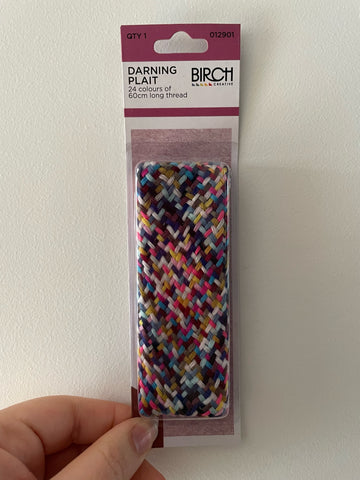 QTY 1 012901
DARNING
PLAIT
24 colours of
60cm long thread
BIRCH
CREATIVE